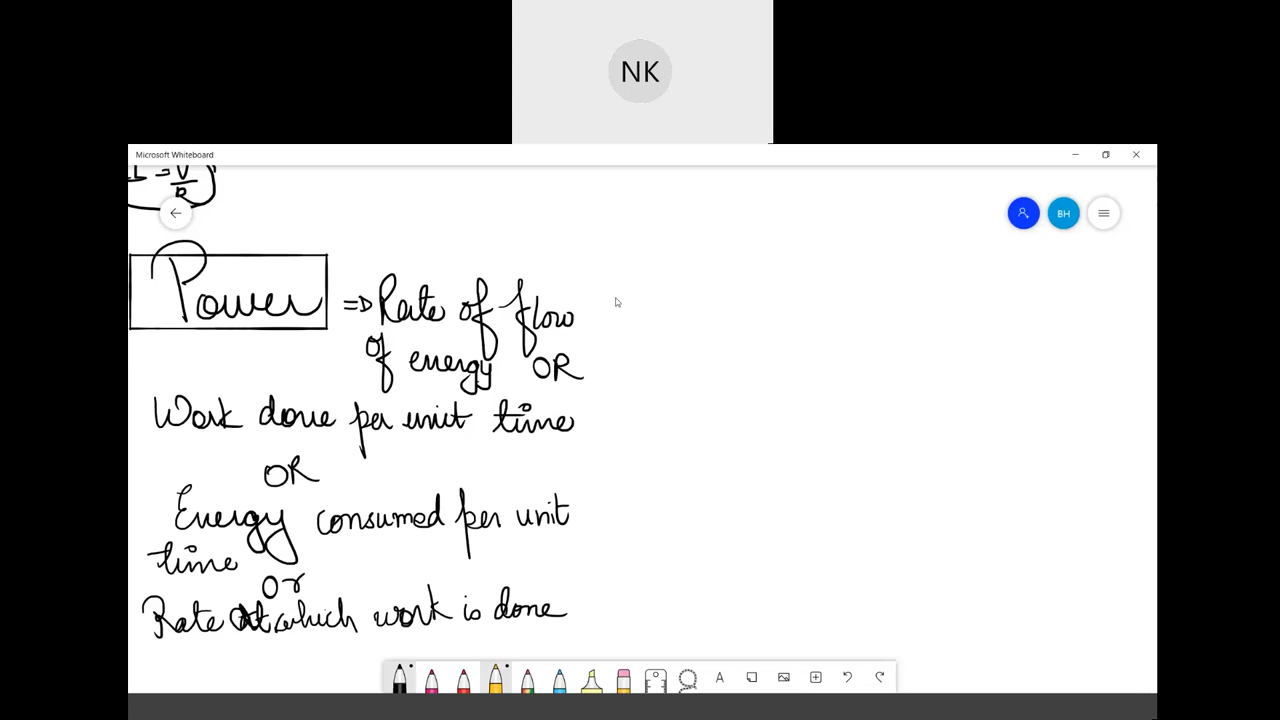 NK
Microsoft Whiteboard
I = V/R
BH
Power => Rate of flow
of energy OR
Work done per unit time
OR
Energy consumed per unit
time
Or
Rate at which work is done
A